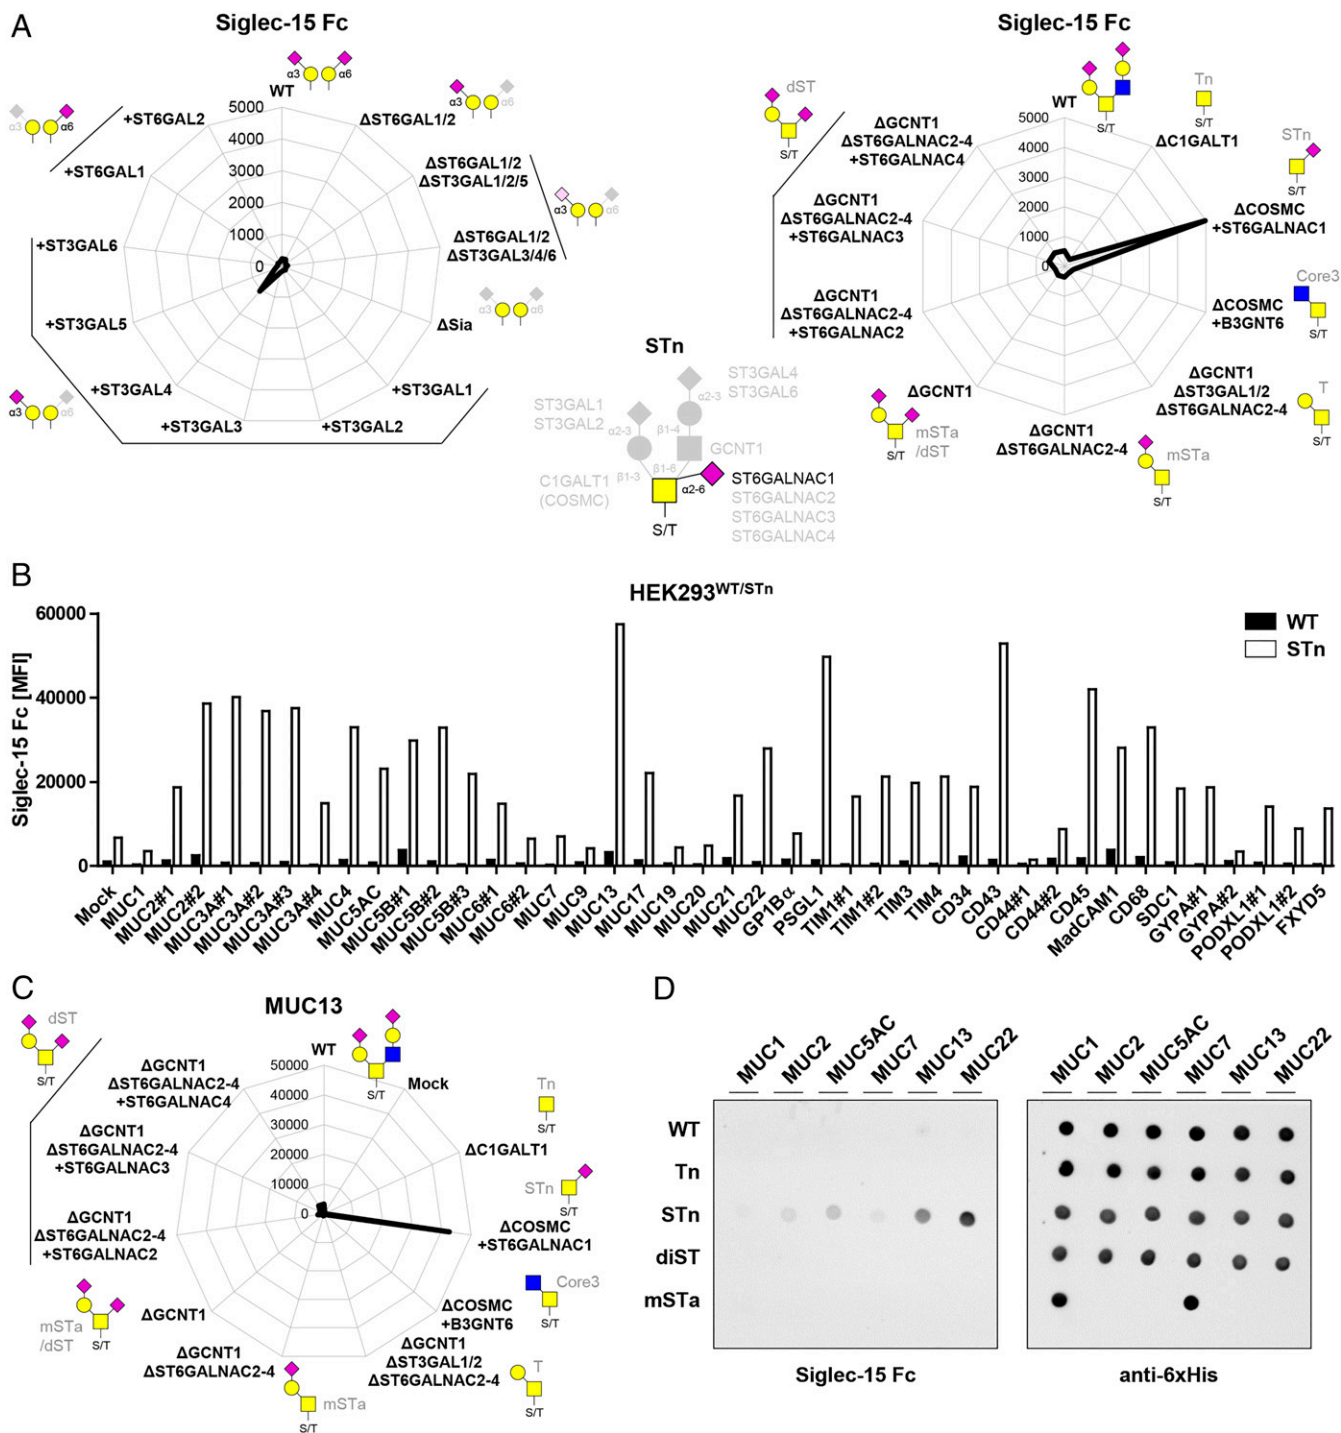 A
Siglec-15 Fc
α3 α6
WT
5000
4000
3000
2000
1000
0
α3 α6
ΔST6GAL1/2
ΔST6GAL1/2
ΔST3GAL1/2/5
α3 α6
ΔST6GAL1/2
ΔST3GAL3/4/6
α3 α6
ΔSia
+ST3GAL1
+ST3GAL2
+ST3GAL3
+ST3GAL4
α3 α6
+ST3GAL5
+ST3GAL6
+ST6GAL1
+ST6GAL2
α3 α6
STn
ST3GAL4
ST3GAL6
α2-3
ST3GAL1
ST3GAL2
α2-3
β1-4
GCNT1
β1-3
β1-6
C1GALT1
(COSMC)
α2-6
ST6GALNAC1
ST6GALNAC2
ST6GALNAC3
ST6GALNAC4
S/T
Siglec-15 Fc
WT
S/T
5000
4000
3000
2000
1000
0
Tn
S/T
ΔC1GALT1
STn
S/T
ΔCOSMC
+ST6GALNAC1
Core3
S/T
ΔCOSMC
+B3GNT6
T
S/T
ΔGCNT1
ΔST3GAL1/2
ΔST6GALNAC2-4
ΔGCNT1
ΔST6GALNAC2-4
mSTa
S/T
ΔGCNT1
mSTa
/dST
S/T
ΔGCNT1
ΔST6GALNAC2-4
+ST6GALNAC2
ΔGCNT1
ΔST6GALNAC2-4
+ST6GALNAC3
ΔGCNT1
ΔST6GALNAC2-4
+ST6GALNAC4
dST
S/T
B
HEK293WT/STn
WT
STn
Siglec-15 Fc [MFI]
60000
40000
20000
0
Mock
MUC1
MUC2#1
MUC2#2
MUC3A#1
MUC3A#2
MUC3A#3
MUC3A#4
MUC4
MUC5AC
MUC5B#1
MUC5B#2
MUC5B#3
MUC6#1
MUC6#2
MUC7
MUC9
MUC13
MUC17
MUC19
MUC20
MUC21
MUC22
GP1Bα
PSGL1
TIM1#1
TIM1#2
TIM3
TIM4
CD34
CD43
CD44#1
CD44#2
CD45
MadCAM1
CD68
SDC1
GYPA#1
GYPA#2
PODXL1#1
PODXL1#2
FXYD5
C
MUC13
WT
S/T
50000
40000
30000
20000
10000
0
Mock
Tn
S/T
ΔC1GALT1
STn
S/T
ΔCOSMC
+ST6GALNAC1
Core3
S/T
ΔCOSMC
+B3GNT6
T
S/T
ΔGCNT1
ΔST3GAL1/2
ΔST6GALNAC2-4
ΔGCNT1
ΔST6GALNAC2-4
mSTa
S/T
ΔGCNT1
mSTa
/dST
S/T
ΔGCNT1
ΔST6GALNAC2-4
+ST6GALNAC2
ΔGCNT1
ΔST6GALNAC2-4
+ST6GALNAC3
ΔGCNT1
ΔST6GALNAC2-4
+ST6GALNAC4
dST
S/T
D
MUC1
MUC2
MUC5AC
MUC7
MUC13
MUC22
MUC1
MUC2
MUC5AC
MUC7
MUC13
MUC22
WT
Tn
STn
diST
mSTa
Siglec-15 Fc
anti-6xHis